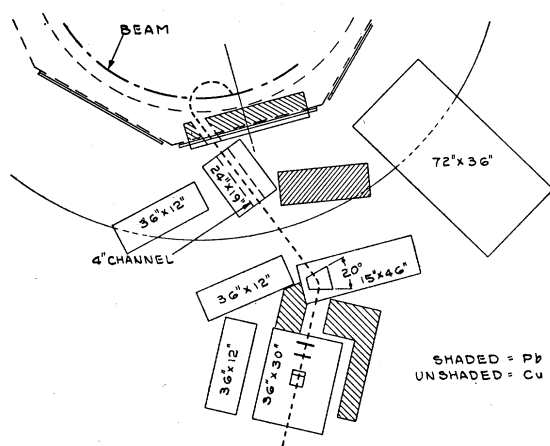 BEAM
72"X36"
24"X19"
36"X12"
4"CHANNEL
20°
15"X46"
36"X12"
36"X12"
36"X30"
SHADED = Pb
UNSHADED = Cu